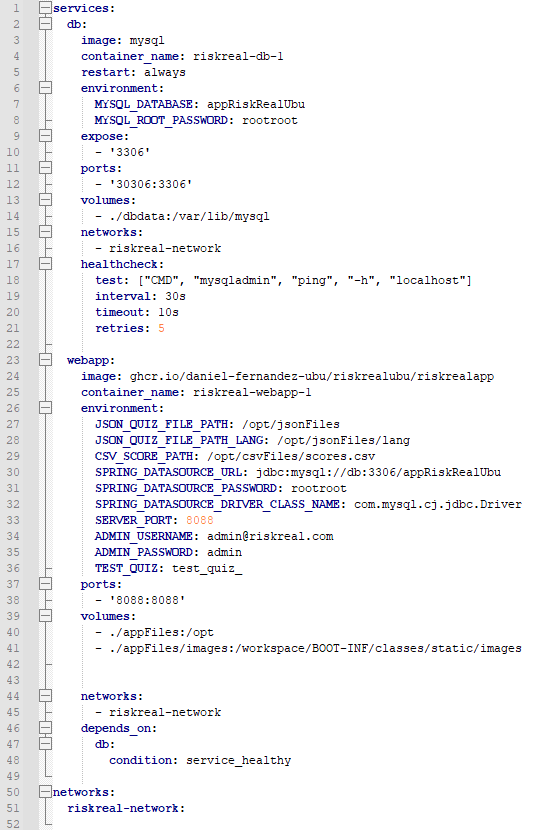 1 services:
2   db:
3     image: mysql
4     container_name: riskreal-db-1
5     restart: always
6     environment:
7       MYSQL_DATABASE: appRiskRealUbu
8       MYSQL_ROOT_PASSWORD: rootroot
9     expose:
10       - '3306'
11     ports:
12       - '30306:3306'
13     volumes:
14       - ./dbdata:/var/lib/mysql
15     networks:
16       - riskreal-network
17     healthcheck:
18       test: ["CMD", "mysqladmin", "ping", "-h", "localhost"]
19       interval: 30s
20       timeout: 10s
21       retries: 5
22
23   webapp:
24     image: ghcr.io/daniel-fernandez-ubu/riskrealubu/riskrealapp
25     container_name: riskreal-webapp-1
26     environment:
27       JSON_QUIZ_FILE_PATH: /opt/jsonFiles
28       JSON_QUIZ_FILE_PATH_LANG: /opt/jsonFiles/lang
29       CSV_SCORE_PATH: /opt/csvFiles/scores.csv
30       SPRING_DATASOURCE_URL: jdbc:mysql://db:3306/appRiskRealUbu
31       SPRING_DATASOURCE_PASSWORD: rootroot
32       SPRING_DATASOURCE_DRIVER_CLASS_NAME: com.mysql.cj.jdbc.Driver
33       SERVER_PORT: 8088
34       ADMIN_USERNAME: admin@riskreal.com
35       ADMIN_PASSWORD: admin
36       TEST_QUIZ: test_quiz_
37     ports:
38       - '8088:8088'
39     volumes:
40       - ./appFiles:/opt
41       - ./appFiles/images:/workspace/BOOT-INF/classes/static/images
42
43
44     networks:
45       - riskreal-network
46     depends_on:
47       db:
48         condition: service_healthy
49
50 networks:
51   riskreal-network:
52